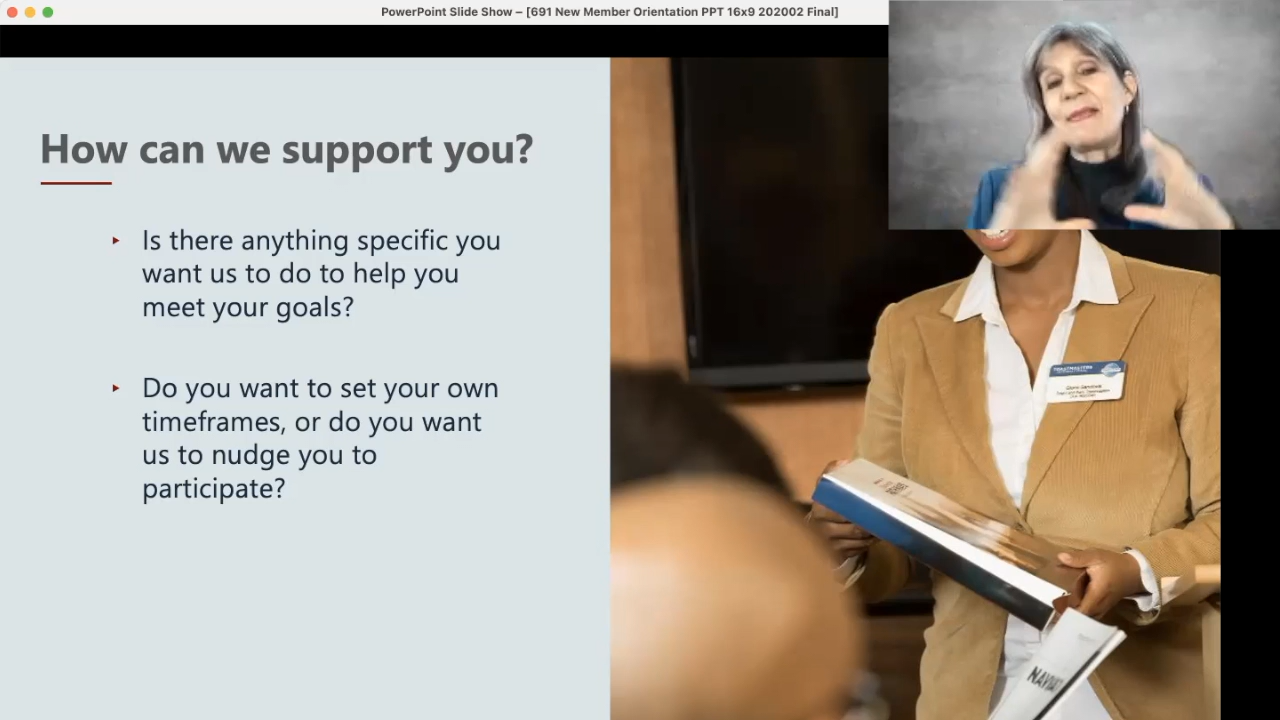 PowerPoint Slide Show – [691 New Member Orientation PPT 16x9 202002 Final]
How can we support you?
‣ Is there anything specific you
want us to do to help you
meet your goals?
‣ Do you want to set your own
timeframes, or do you want
us to nudge you to
participate?
TOASTMASTERS